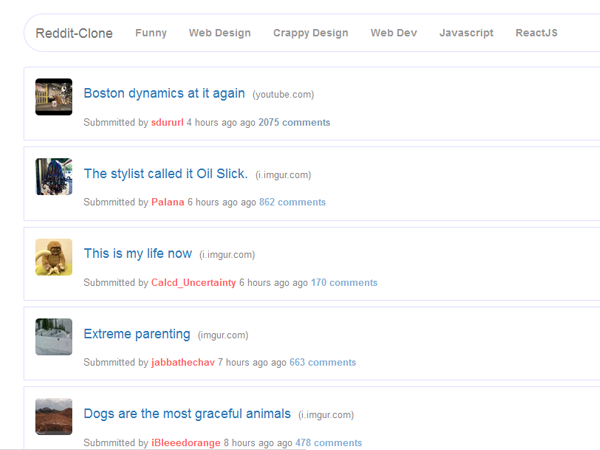 Reddit-Clone Funny Web Design Crappy Design Web Dev Javascript ReactJS
Boston dynamics at it again (youtube.com)
Submmitted by sdururl 4 hours ago ago 2075 comments
The stylist called it Oil Slick. (i.imgur.com)
Submmitted by Palana 6 hours ago ago 862 comments
This is my life now (i.imgur.com)
Submmitted by Calcd_Uncertainty 6 hours ago ago 170 comments
Extreme parenting (imgur.com)
Submmitted by jabbathechav 7 hours ago ago 663 comments
Dogs are the most graceful animals (i.imgur.com)
Submmitted by iBleeedorange 8 hours ago ago 478 comments